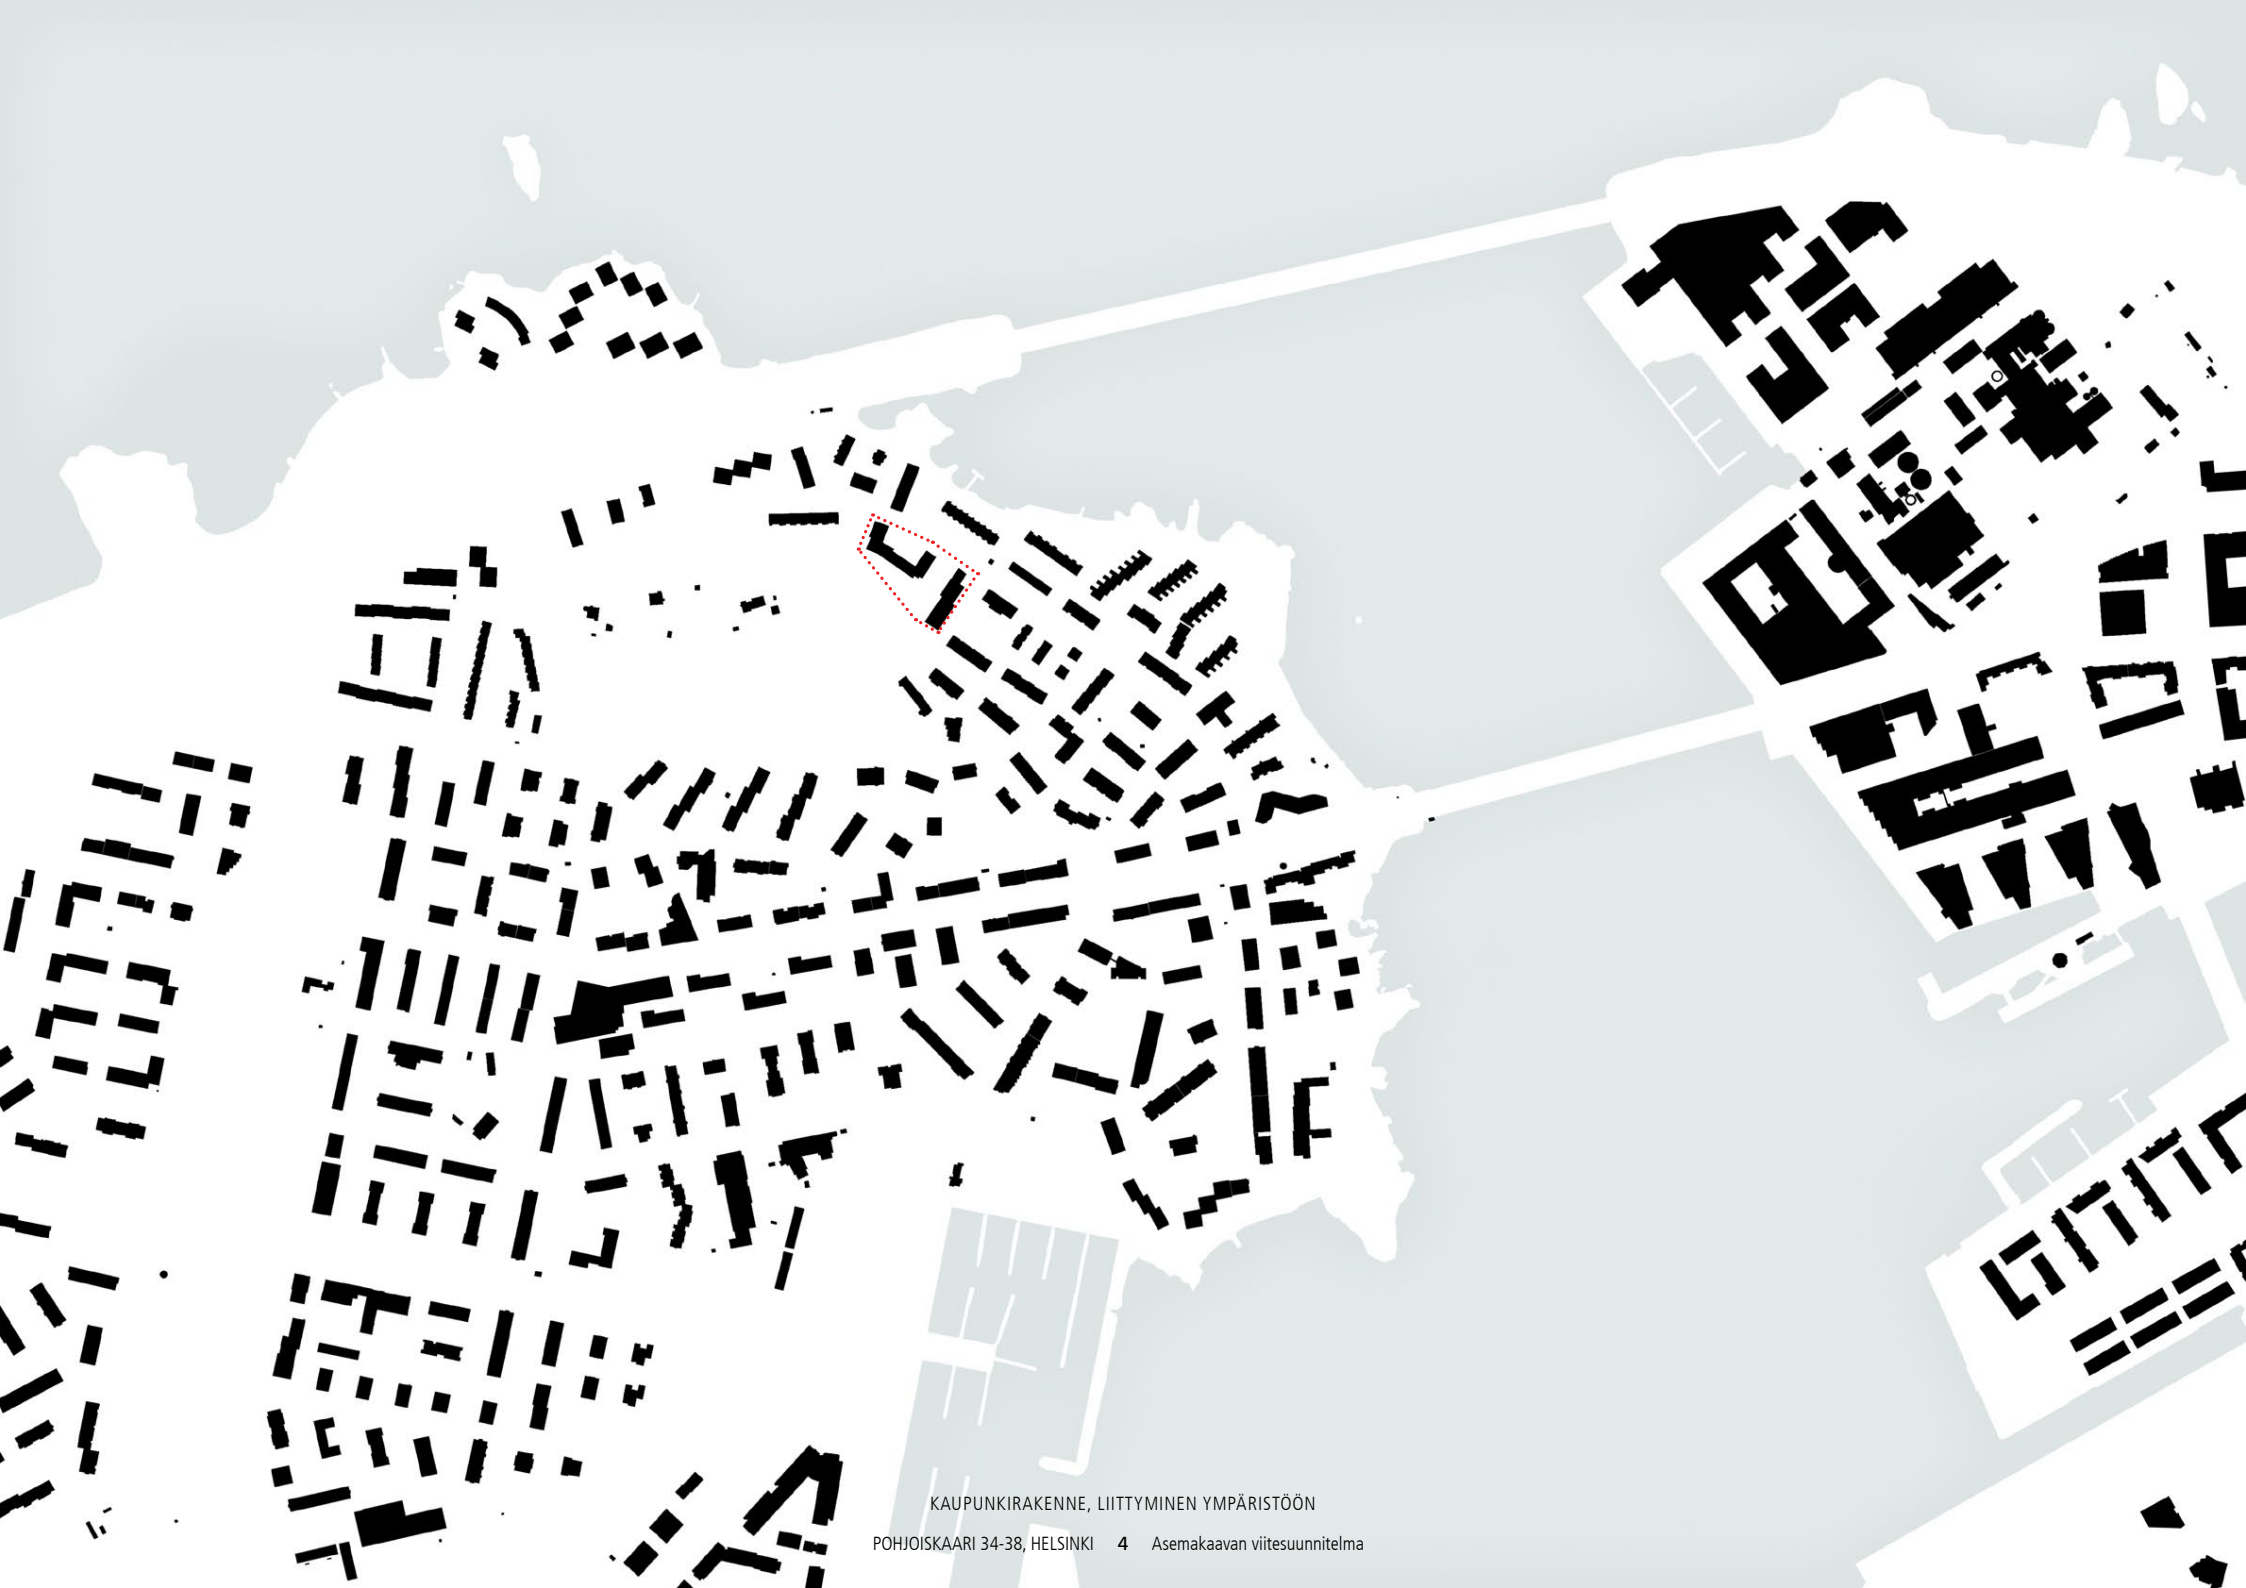 KAUPUNKIRAKENNE, LIITTYMINEN YMPÄRISTÖÖN
POHJOISKAARI 34-38, HELSINKI 4 Asemakaavan viitesuunnitelma